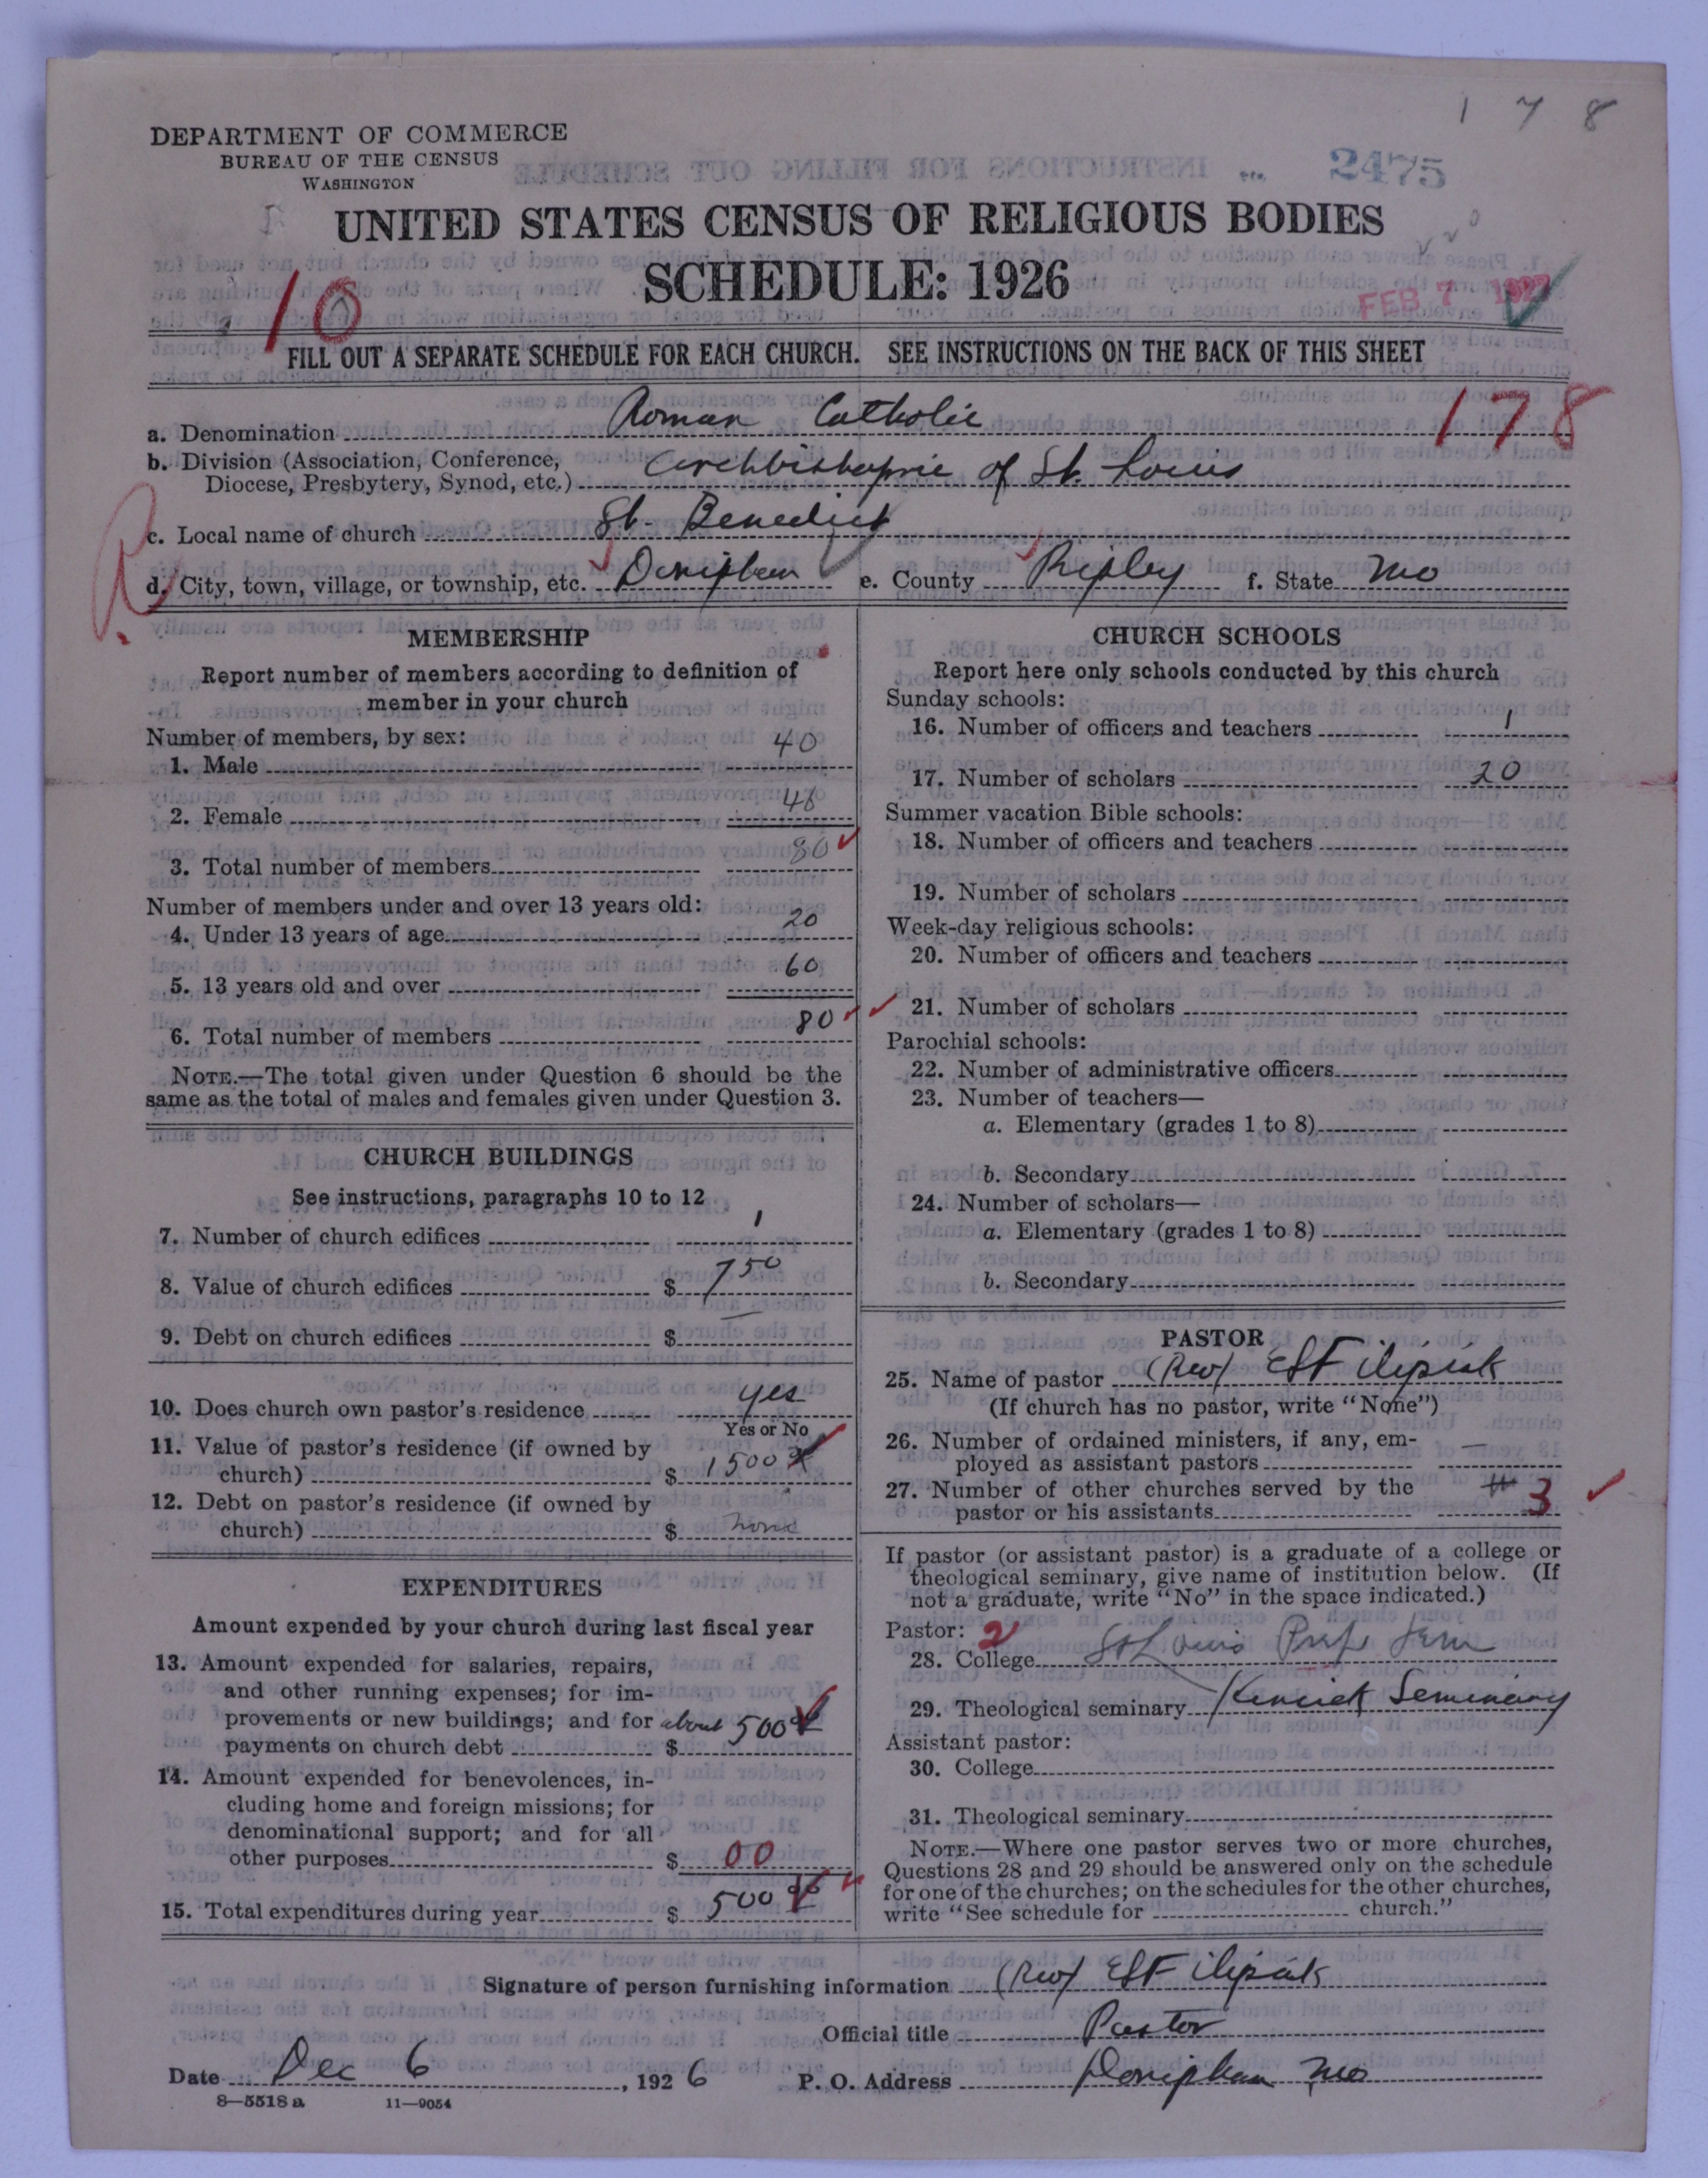 1 7 8
DEPARTMENT OF COMMERCE
BUREAU OF THE CENSUS
WASHINGTON
2475
UNITED STATES CENSUS OF RELIGIOUS BODIES
SCHEDULE: 1926
10
FEB 7 1927
FILL OUT A SEPARATE SCHEDULE FOR EACH CHURCH. SEE INSTRUCTIONS ON THE BACK OF THIS SHEET
178
a. Denomination Roman Catholic
b. Division (Association, Conference,
Diocese, Presbytery, Synod, etc.) Archbishopric of St. Louis
c. Local name of church St. Benedict
d. City, town, village, or township, etc. Doniphan e. County Ripley f. State Mo
MEMBERSHIP
Report number of members according to definition of
member in your church
Number of members, by sex:
1. Male 40
2. Female 40
3. Total number of members 80
Number of members under and over 13 years old:
4. Under 13 years of age 20
5. 13 years old and over 60
6. Total number of members 80
NOTE.—The total given under Question 6 should be the
same as the total of males and females given under Question 3.
CHURCH BUILDINGS
See instructions, paragraphs 10 to 12
7. Number of church edifices 1
8. Value of church edifices $ 750
9. Debt on church edifices $ —
10. Does church own pastor's residence yes
Yes or No
11. Value of pastor's residence (if owned by
church) $ 1500
12. Debt on pastor's residence (if owned by
church) $ none
EXPENDITURES
Amount expended by your church during last fiscal year
13. Amount expended for salaries, repairs,
and other running expenses; for im-
provements or new buildings; and for
payments on church debt $ about 500
14. Amount expended for benevolences, in-
cluding home and foreign missions; for
denominational support; and for all
other purposes $ 00
15. Total expenditures during year $ 500
CHURCH SCHOOLS
Report here only schools conducted by this church
Sunday schools:
16. Number of officers and teachers 1
17. Number of scholars 20
Summer vacation Bible schools:
18. Number of officers and teachers
19. Number of scholars
Week-day religious schools:
20. Number of officers and teachers
21. Number of scholars
Parochial schools:
22. Number of administrative officers
23. Number of teachers—
a. Elementary (grades 1 to 8)
b. Secondary
24. Number of scholars—
a. Elementary (grades 1 to 8)
b. Secondary
PASTOR
25. Name of pastor (Rev)
(If church has no pastor, write "None")
26. Number of ordained ministers, if any, em-
ployed as assistant pastors —
27. Number of other churches served by the
pastor or his assistants 3
If pastor (or assistant pastor) is a graduate of a college or
theological seminary, give name of institution below. (If
not a graduate, write "No" in the space indicated.)
Pastor: 2
28. College St Louis Prep Sem
29. Theological seminary Kenrick Seminary
Assistant pastor:
30. College
31. Theological seminary
NOTE.—Where one pastor serves two or more churches,
Questions 28 and 29 should be answered only on the schedule
for one of the churches; on the schedules for the other churches,
write "See schedule for church."
Signature of person furnishing information (Rev)
Official title Pastor
Date Dec 6, 1926 P. O. Address Doniphan Mo
8—5518 a 11—9054